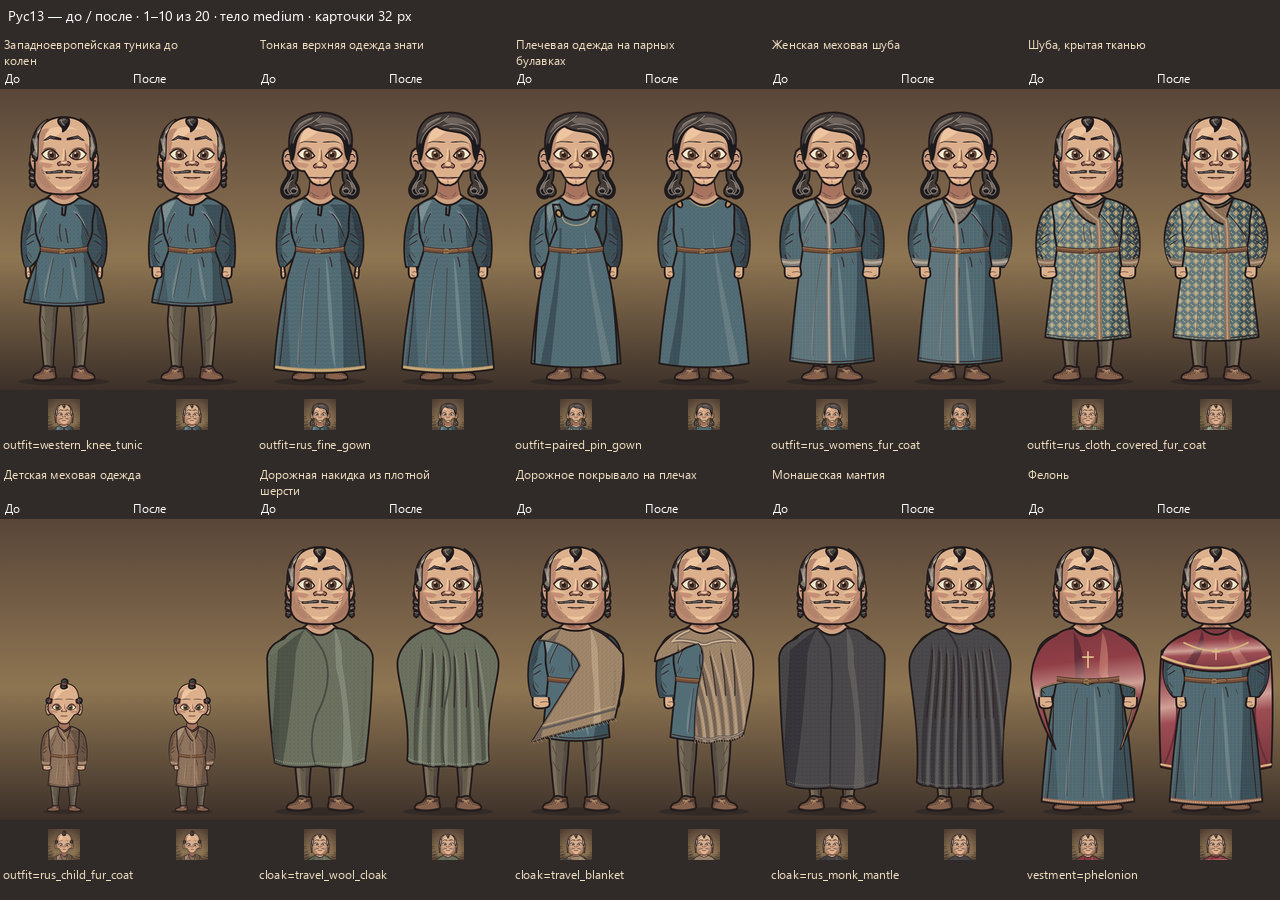 Рус13 — до / после · 1–10 из 20 · тело medium · карточки 32 px
Западноевропейская туника до
колен
До После
outfit=western_knee_tunic
Тонкая верхняя одежда знати
До После
outfit=rus_fine_gown
Плечевая одежда на парных
булавках
До После
outfit=paired_pin_gown
Женская меховая шуба
До После
outfit=rus_womens_fur_coat
Шуба, крытая тканью
До После
outfit=rus_cloth_covered_fur_coat
Детская меховая одежда
До После
outfit=rus_child_fur_coat
Дорожная накидка из плотной
шерсти
До После
cloak=travel_wool_cloak
Дорожное покрывало на плечах
До После
cloak=travel_blanket
Монашеская мантия
До После
cloak=rus_monk_mantle
Фелонь
До После
vestment=phelonion